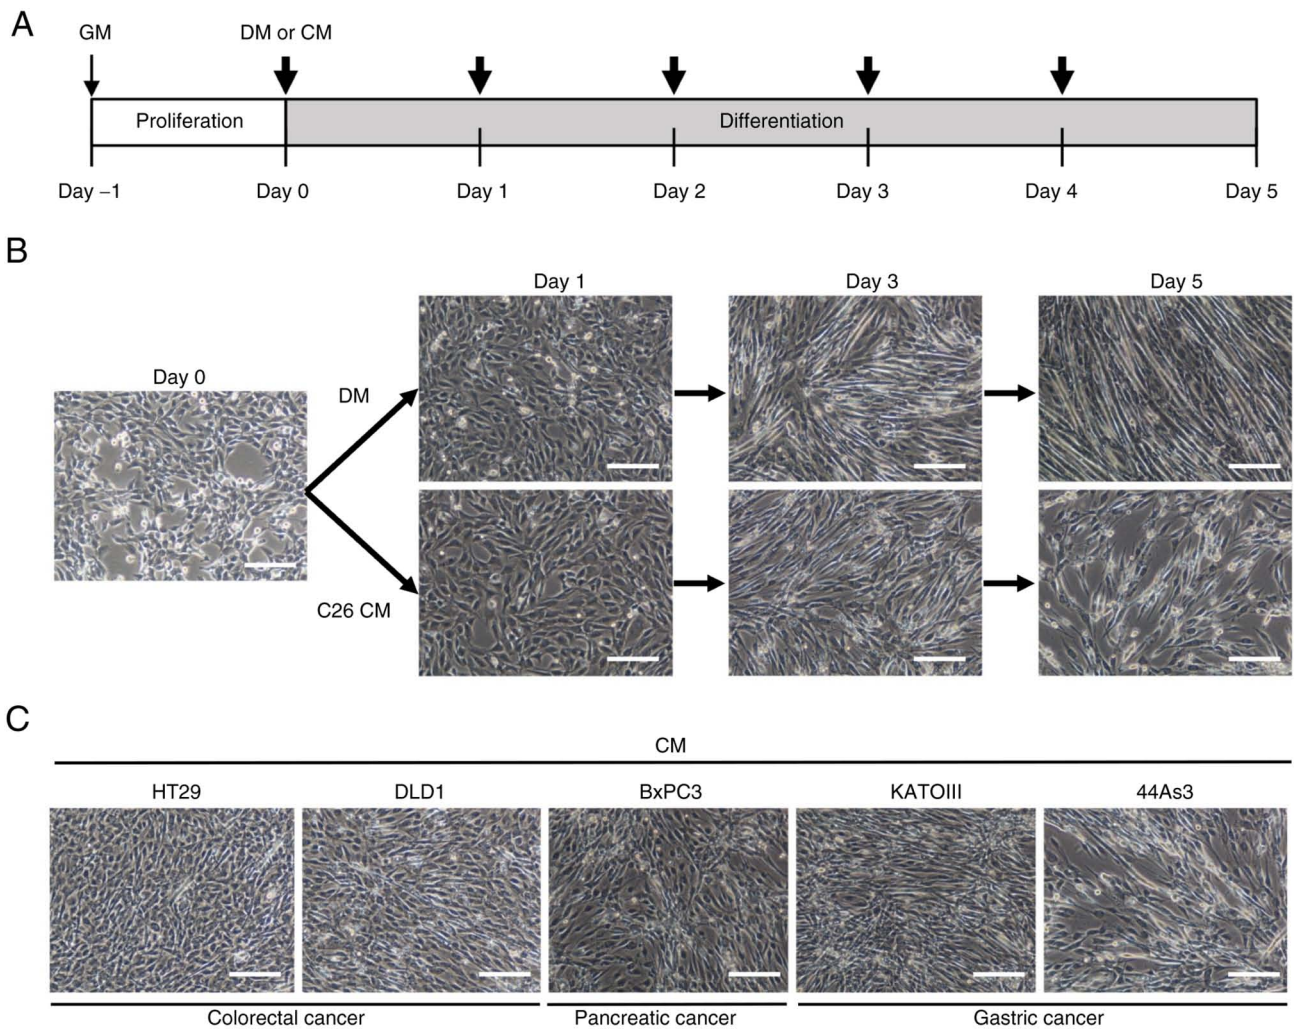 A
GM
DM or CM
Proliferation
Differentiation
Day –1
Day 0
Day 1
Day 2
Day 3
Day 4
Day 5
B
Day 1
Day 3
Day 5
Day 0
DM
C26 CM
C
CM
HT29
DLD1
BxPC3
KATOIII
44As3
Colorectal cancer
Pancreatic cancer
Gastric cancer